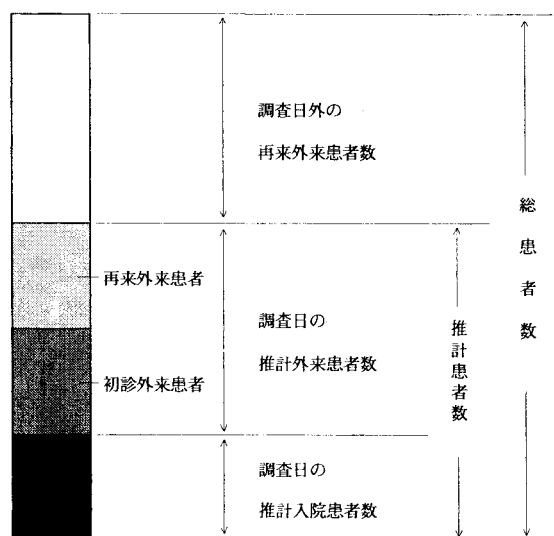 調査日外の
再来外来患者数
再来外来患者
調査日の
推計外来患者数
初診外来患者
調査日の
推計入院患者数
推計患者数
総患者数